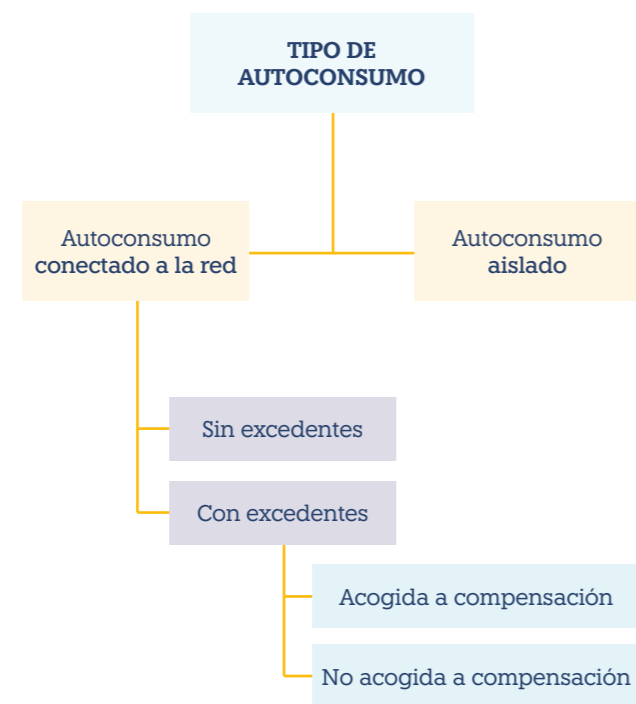 TIPO DE
AUTOCONSUMO
Autoconsumo
conectado a la red
Autoconsumo
aislado
Sin excedentes
Con excedentes
Acogida a compensación
No acogida a compensación